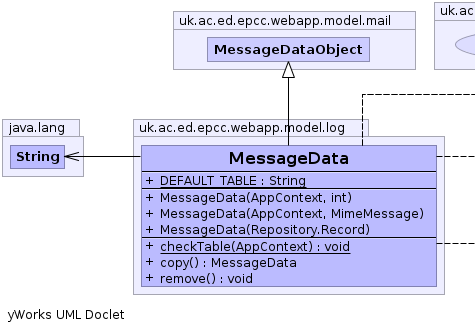 uk.ac.ed.epcc.webapp.model.mail
uk.ac
MessageDataObject
java.lang
String
uk.ac.ed.epcc.webapp.model.log
MessageData
+ DEFAULT_TABLE : String
+ MessageData(AppContext, int)
+ MessageData(AppContext, MimeMessage)
+ MessageData(Repository.Record)
+ checkTable(AppContext) : void
+ copy() : MessageData
+ remove() : void
yWorks UML Doclet